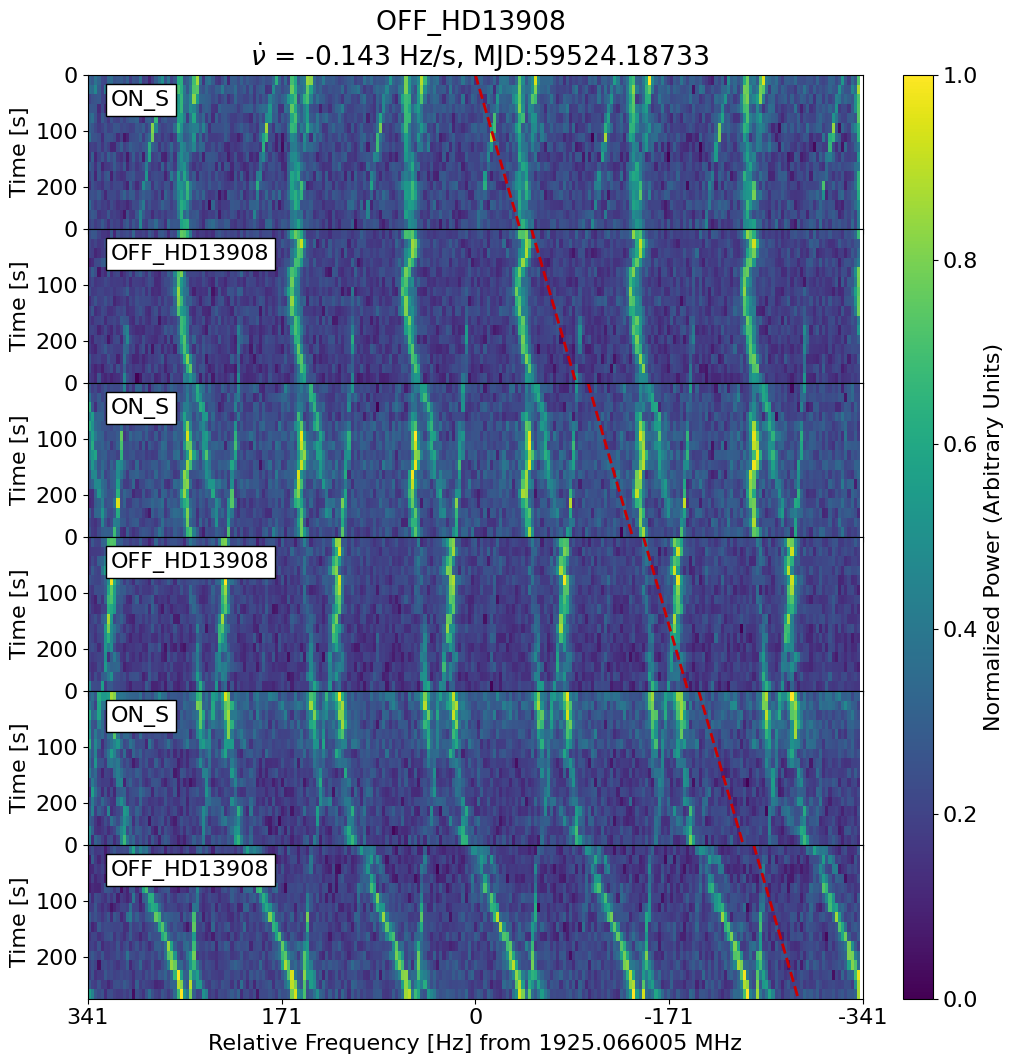 OFF_HD13908
ν̇ = -0.143 Hz/s, MJD:59524.18733
0
100
200
Time [s]
ON_S
0
100
200
Time [s]
OFF_HD13908
0
100
200
Time [s]
ON_S
0
100
200
Time [s]
OFF_HD13908
0
100
200
Time [s]
ON_S
0
100
200
Time [s]
OFF_HD13908
341 171 0 -171 -341
Relative Frequency [Hz] from 1925.066005 MHz
1.0
0.8
0.6
0.4
0.2
0.0
Normalized Power (Arbitrary Units)